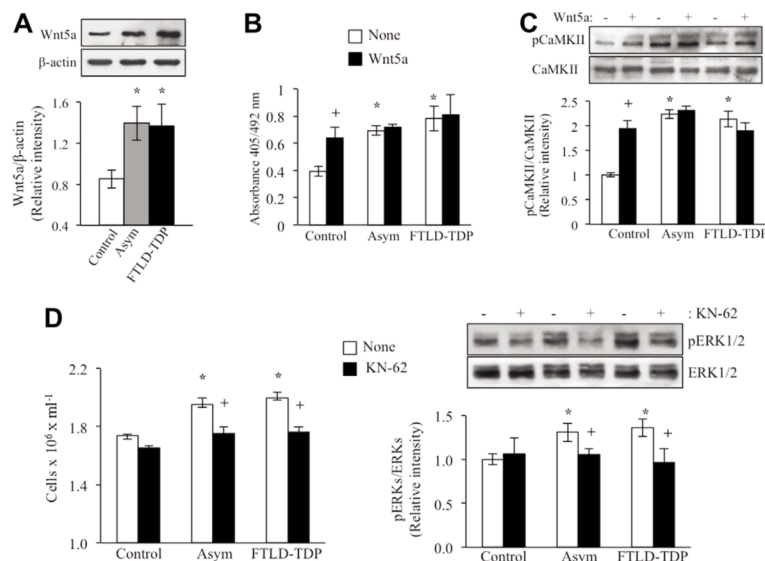 A
Wnt5a
β-actin
1.6
1.2
0.8
0.4
Wnt5a/β-actin
(Relative intensity)
* *
Control
Asym
FTLD-TDP
B
None
Wnt5a
1
0.8
0.6
0.4
0.2
0
Absorbance 405/492 nm
+ * *
Control Asym FTLD-TDP
C
Wnt5a: - + - + - +
pCaMKII
CaMKII
2.5
2
1.5
1
0.5
0
pCaMKII/CaMKII
(Relative intensity)
+ * *
Control Asym FTLD-TDP
D
None
KN-62
2.2
1.8
1.4
1.0
Cells x 10⁶ x ml⁻¹
* + * +
Control Asym FTLD-TDP
- + - + - + : KN-62
pERK1/2
ERK1/2
1.5
1.0
0.5
0.0
pERKs/ERKs
(Relative intensity)
* + * +
Control Asym FTLD-TDP